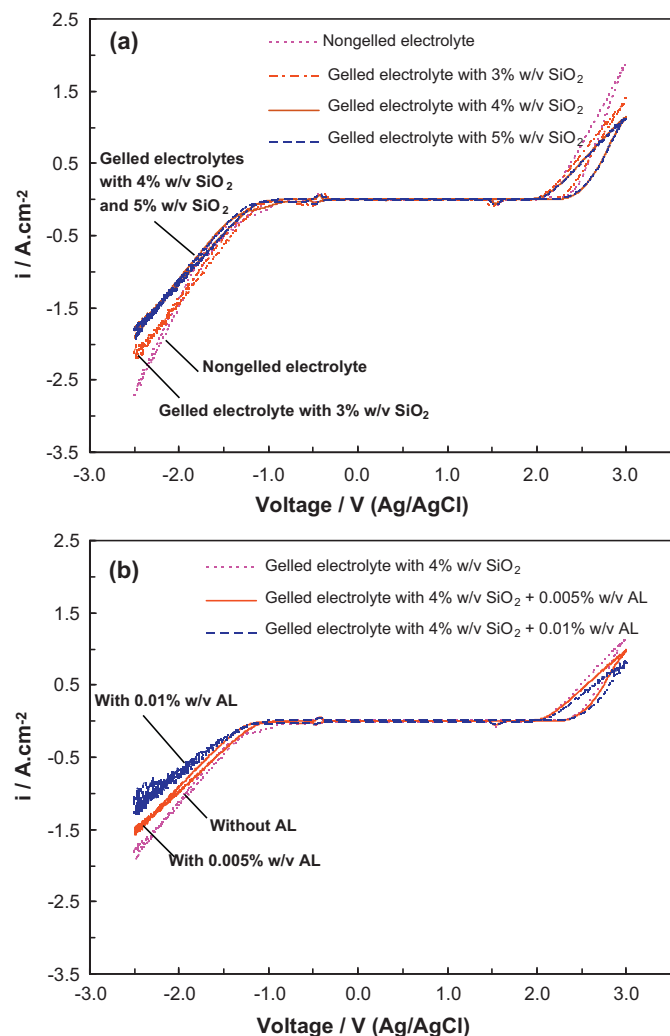 (a)
Nongelled electrolyte
Gelled electrolyte with 3% w/v SiO₂
Gelled electrolyte with 4% w/v SiO₂
Gelled electrolyte with 5% w/v SiO₂
Gelled electrolytes
with 4% w/v SiO₂
and 5% w/v SiO₂
Nongelled electrolyte
Gelled electrolyte with 3% w/v SiO₂
2.5
1.5
0.5
-0.5
-1.5
-2.5
-3.5
i / A.cm⁻²
-3.0 -2.0 -1.0 0.0 1.0 2.0 3.0
Voltage / V (Ag/AgCl)
(b)
Gelled electrolyte with 4% w/v SiO₂
Gelled electrolyte with 4% w/v SiO₂ + 0.005% w/v AL
Gelled electrolyte with 4% w/v SiO₂ + 0.01% w/v AL
With 0.01% w/v AL
Without AL
With 0.005% w/v AL
2.5
1.5
0.5
-0.5
-1.5
-2.5
-3.5
i / A.cm⁻²
-3.0 -2.0 -1.0 0.0 1.0 2.0 3.0
Voltage / V (Ag/AgCl)